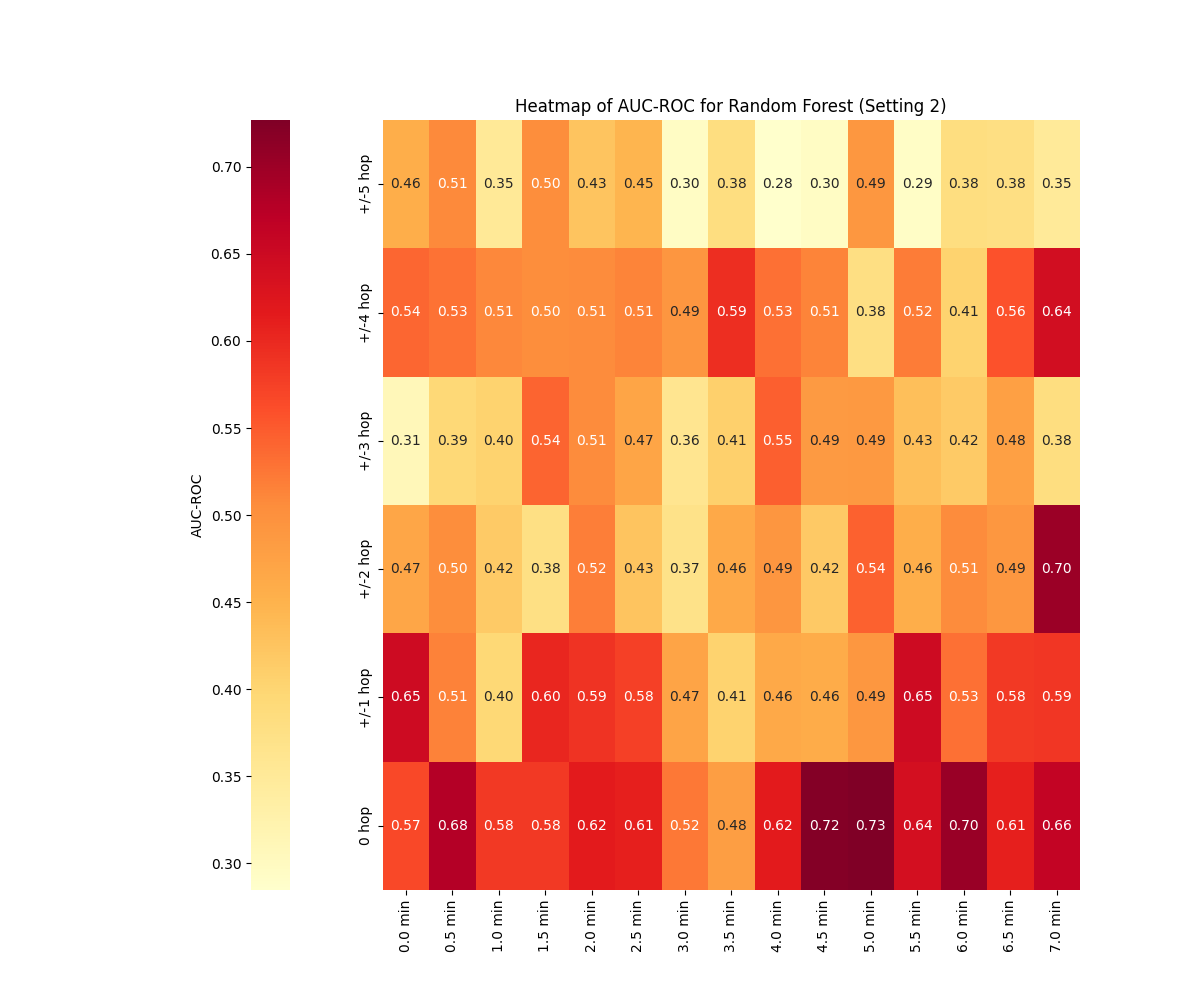 Heatmap of AUC-ROC for Random Forest (Setting 2)
AUC-ROC
0.70
0.65
0.60
0.55
0.50
0.45
0.40
0.35
0.30
+/-5 hop 0.46 0.51 0.35 0.50 0.43 0.45 0.30 0.38 0.28 0.30 0.49 0.29 0.38 0.38 0.35
+/-4 hop 0.54 0.53 0.51 0.50 0.51 0.51 0.49 0.59 0.53 0.51 0.38 0.52 0.41 0.56 0.64
+/-3 hop 0.31 0.39 0.40 0.54 0.51 0.47 0.36 0.41 0.55 0.49 0.49 0.43 0.42 0.48 0.38
+/-2 hop 0.47 0.50 0.42 0.38 0.52 0.43 0.37 0.46 0.49 0.42 0.54 0.46 0.51 0.49 0.70
+/-1 hop 0.65 0.51 0.40 0.60 0.59 0.58 0.47 0.41 0.46 0.46 0.49 0.65 0.53 0.58 0.59
0 hop 0.57 0.68 0.58 0.58 0.62 0.61 0.52 0.48 0.62 0.72 0.73 0.64 0.70 0.61 0.66
0.0 min 0.5 min 1.0 min 1.5 min 2.0 min 2.5 min 3.0 min 3.5 min 4.0 min 4.5 min 5.0 min 5.5 min 6.0 min 6.5 min 7.0 min